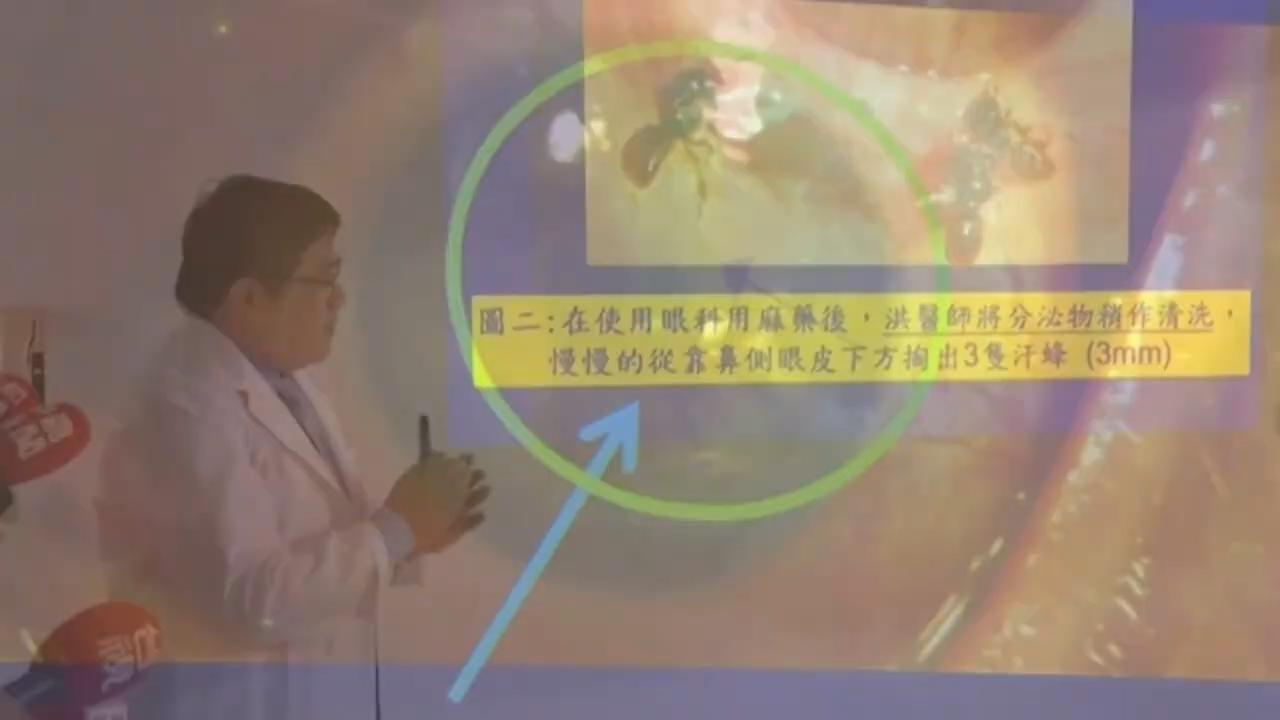 圖二:在使用眼科用麻藥後,洪醫師將分泌物稍作清洗,
慢慢的從靠鼻側眼皮下方掏出3隻汗蜂 (3mm)